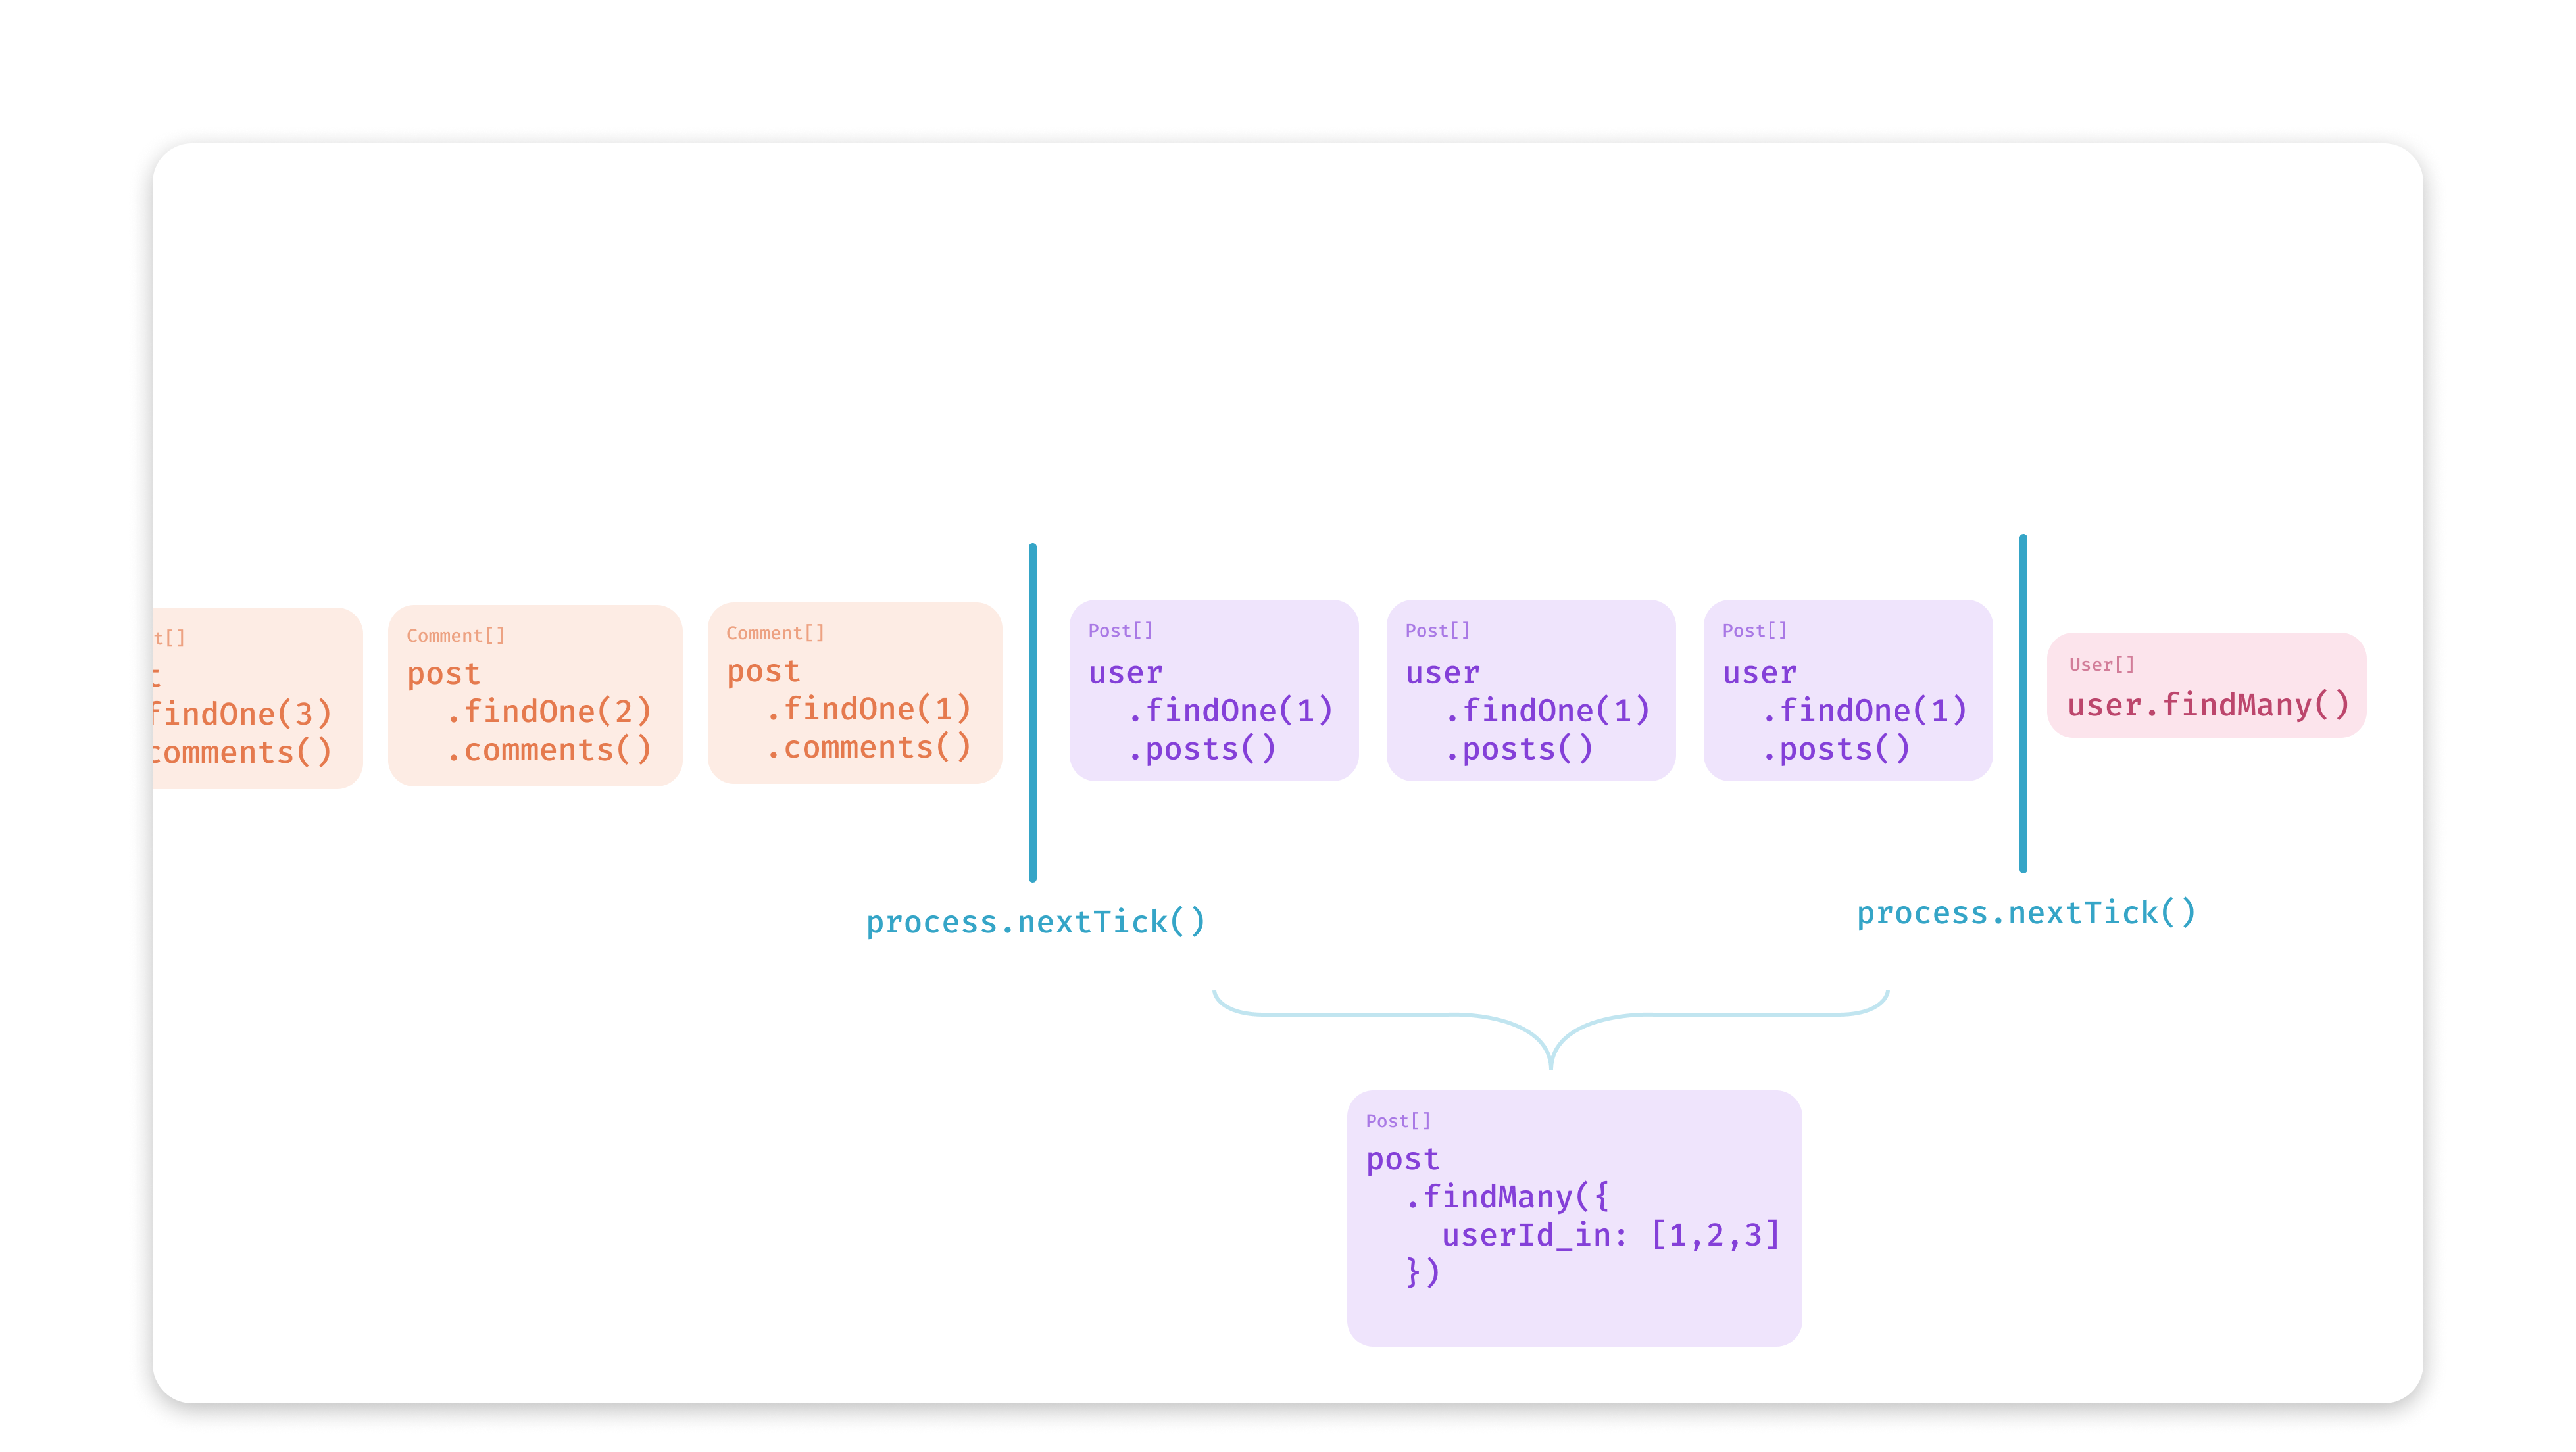 t[]
t
findOne(3)
comments()
Comment[]
post
.findOne(2)
.comments()
Comment[]
post
.findOne(1)
.comments()
Post[]
user
.findOne(1)
.posts()
Post[]
user
.findOne(1)
.posts()
Post[]
user
.findOne(1)
.posts()
User[]
user.findMany()
process.nextTick()
process.nextTick()
Post[]
post
.findMany({
userId_in: [1,2,3]
})